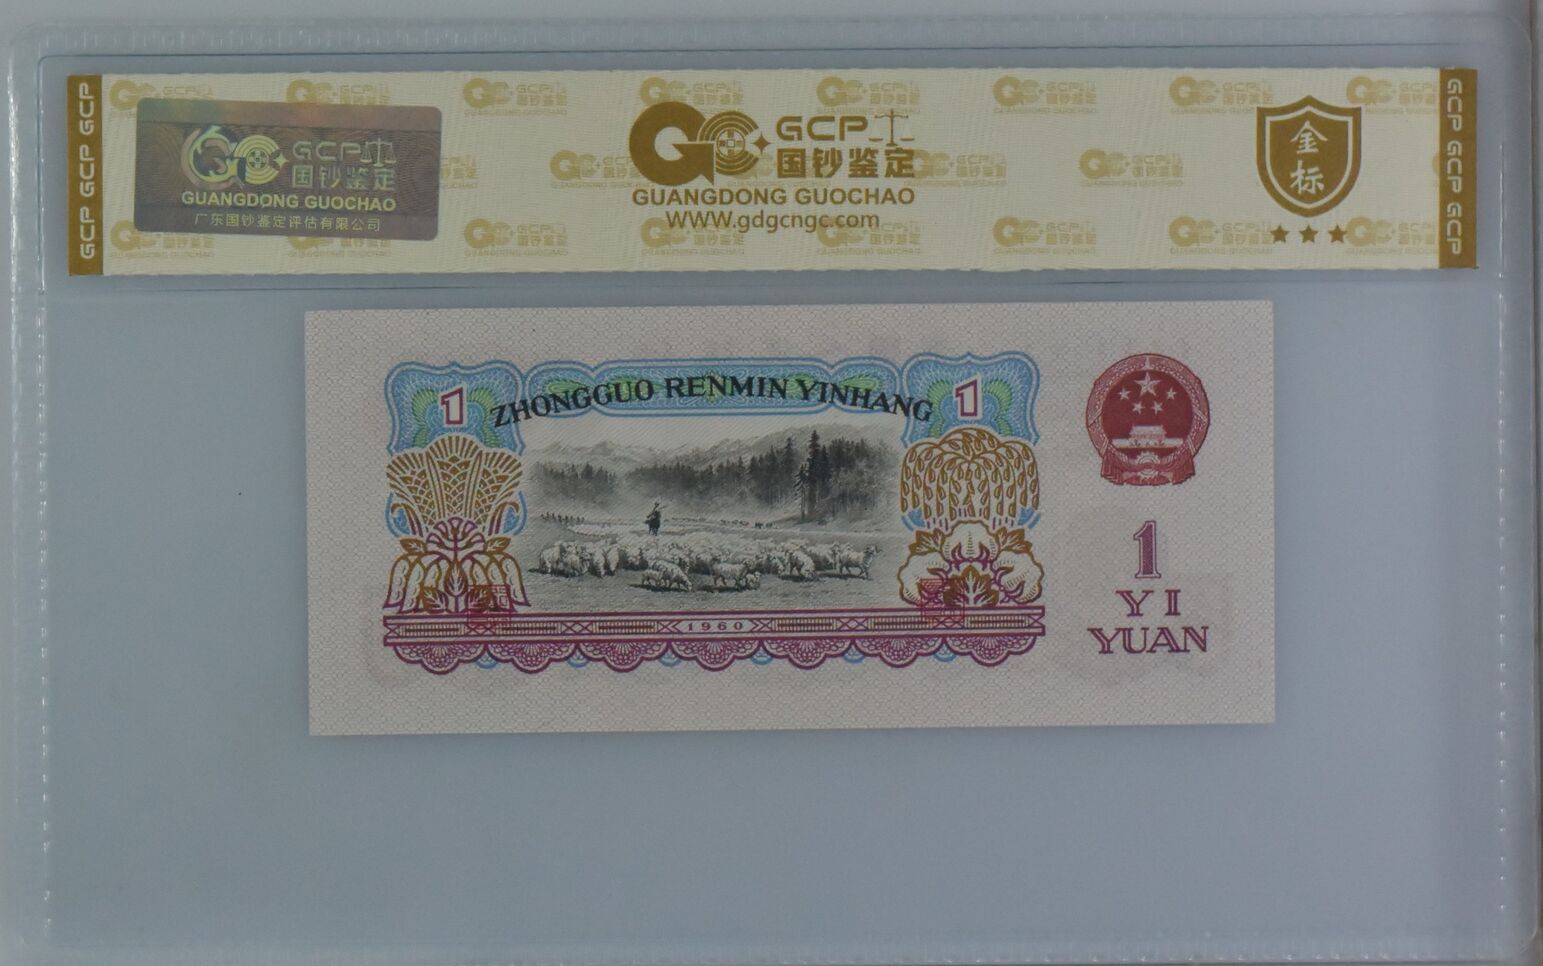 GCP GCP GCP
GCP
国钞鉴定
GUANGDONG GUOCHAO
广东国钞鉴定评估有限公司
GCP
国钞鉴定
GUANGDONG GUOCHAO
WWW.gdgcngc.com
金
标
GCP GCP GCP
ZHONGGUO RENMIN YINHANG
1
1
1960
1
YI
YUAN